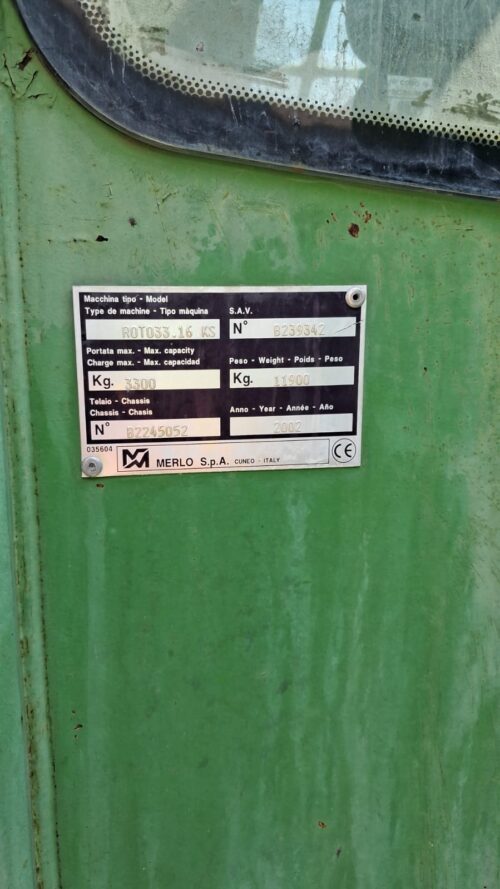 Macchina tipo - Model
Type de machine - Tipo màquina
ROTO33.16 KS
S.A.V.
N° B239342
Portata max. - Max. capacity
Charge max. - Max. capacidad
Kg. 3300
Peso - Weight - Poids - Peso
Kg. 11900
Telaio - Chassis
Chassis - Chasis
N° B2245052
Anno - Year - Année - Año
2002
035604
MERLO S.p.A. CUNEO - ITALY
CE